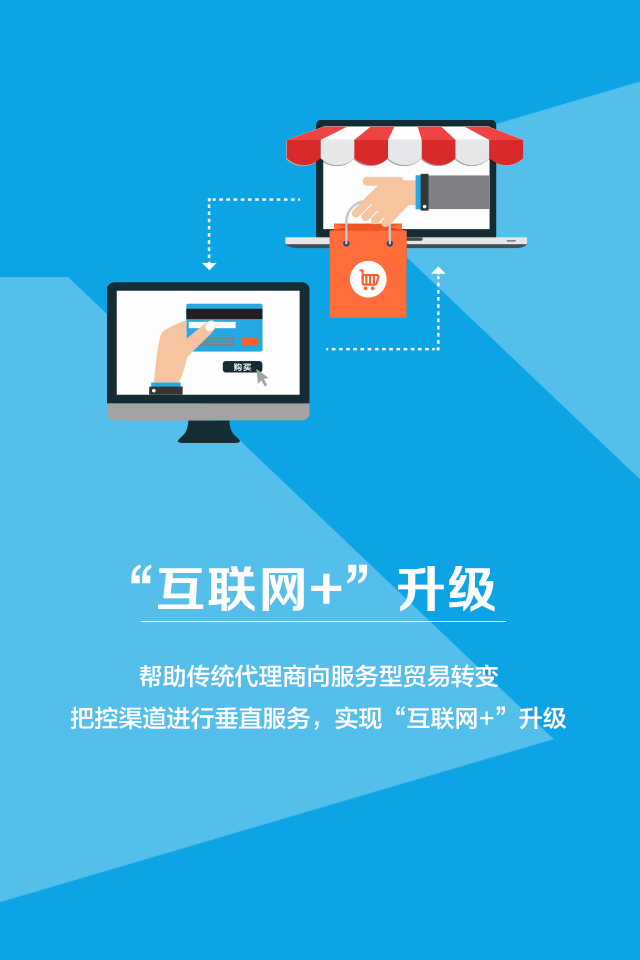 购买
“互联网+”升级
帮助传统代理商向服务型贸易转变
把控渠道进行垂直服务，实现“互联网+”升级